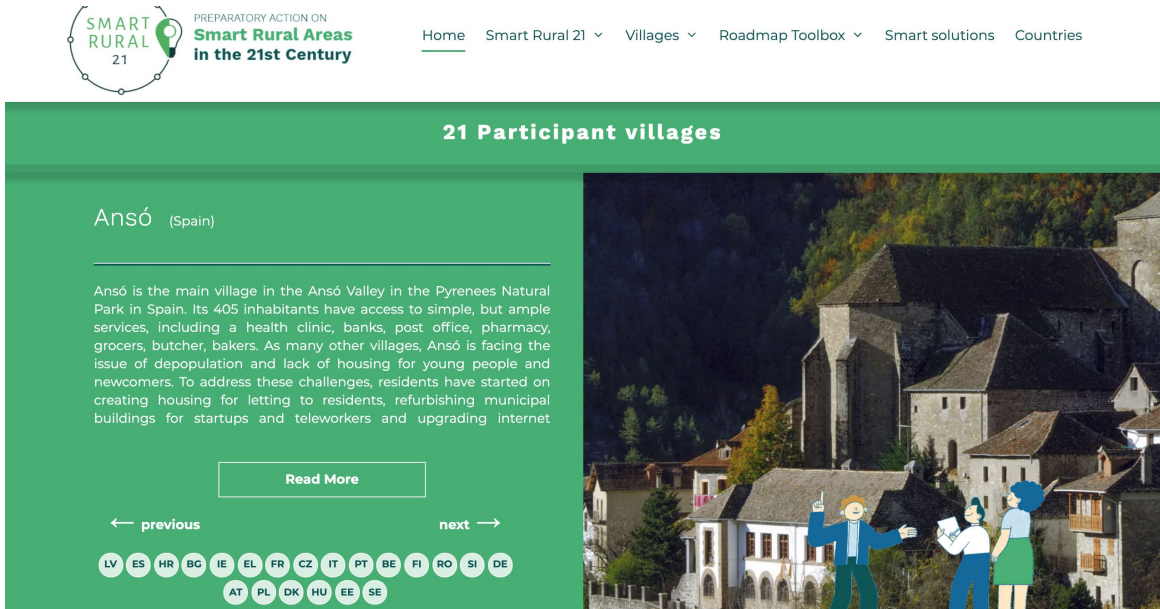 SMART
RURAL
21
PREPARATORY ACTION ON
Smart Rural Areas
in the 21st Century
Home Smart Rural 21 Villages Roadmap Toolbox Smart solutions Countries
21 Participant villages
Ansó (Spain)
Ansó is the main village in the Ansó Valley in the Pyrenees Natural
Park in Spain. Its 405 inhabitants have access to simple, but ample
services, including a health clinic, banks, post office, pharmacy,
grocers, butcher, bakers. As many other villages, Ansó is facing the
issue of depopulation and lack of housing for young people and
newcomers. To address these challenges, residents have started on
creating housing for letting to residents, refurbishing municipal
buildings for startups and teleworkers and upgrading internet
Read More
← previous next →
LV ES HR BG IE EL FR CZ IT PT BE FI RO SI DE
AT PL DK HU EE SE